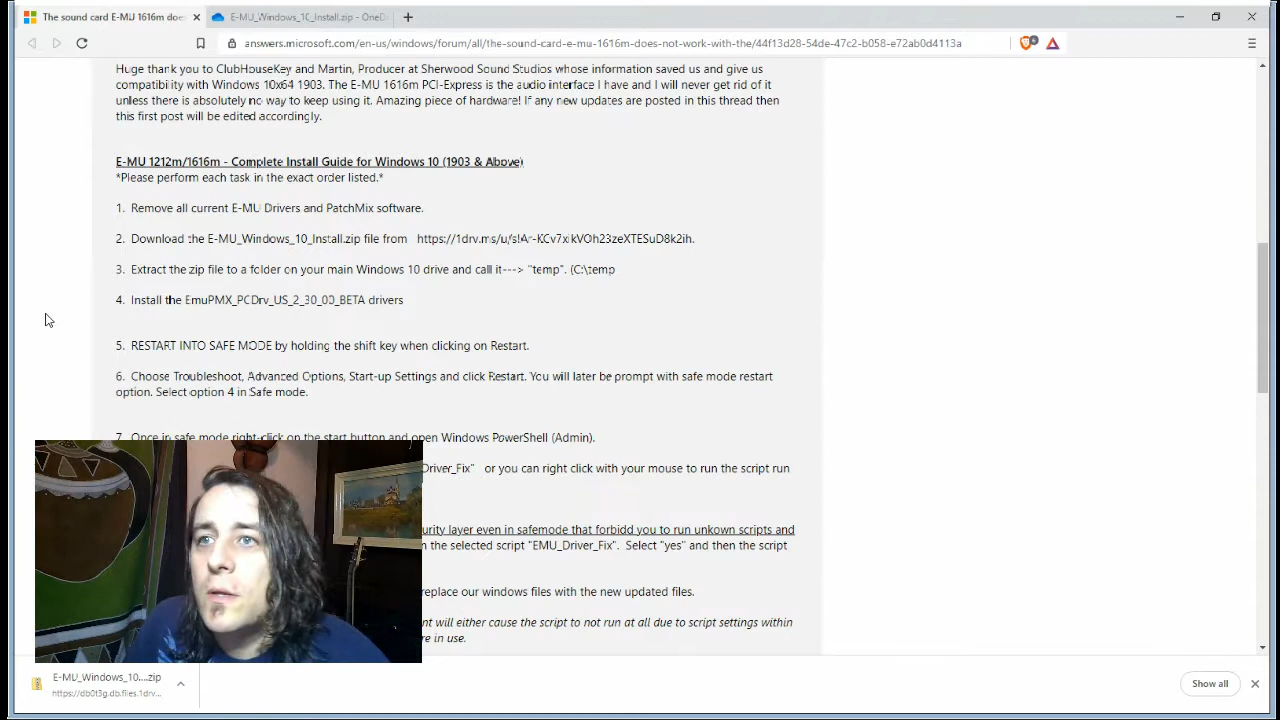 The sound card E-MU 1616m does
E-MU_Windows_10_Install.zip - OneD
answers.microsoft.com/en-us/windows/forum/all/the-sound-card-e-mu-1616m-does-not-work-with-the/44f13d28-54de-47c2-b058-e72ab0d4113a
Huge thank you to ClubHouseKey and Martin, Producer at Sherwood Sound Studios whose information saved us and give us
compatibility with Windows 10x64 1903. The E-MU 1616m PCI-Express is the audio interface I have and I will never get rid of it
unless there is absolutely no way to keep using it. Amazing piece of hardware! If any new updates are posted in this thread then
this first post will be edited accordingly.
E-MU 1212m/1616m - Complete Install Guide for Windows 10 (1903 & Above)
*Please perform each task in the exact order listed.*
1. Remove all current E-MU Drivers and PatchMix software.
2. Download the E-MU_Windows_10_Install.zip file from
3. Extract the zip file to a folder on your main Windows 10 drive and call it---> "temp". (C:\temp
4. Install the EmuPMX_PCDrv_US_2_30_00_BETA drivers
5. RESTART INTO SAFE MODE by holding the shift key when clicking on Restart.
6. Choose Troubleshoot, Advanced Options, Start-up Settings and click Restart. You will later be prompt with safe mode restart
option. Select option 4 in Safe mode.
7. Once in safe mode right-click on the start button and open Windows PowerShell (Admin).
Driver_Fix" or you can right click with your mouse to run the script run
urity layer even in safemode that forbidd you to run unkown scripts and
the selected script "EMU_Driver_Fix". Select "yes" and then the script
replace our windows files with the new updated files.
nt will either cause the script to not run at all due to script settings within
re in use.
E-MU_Windows_10....zip
https://db0t3g.db.files.1drv...
Show all